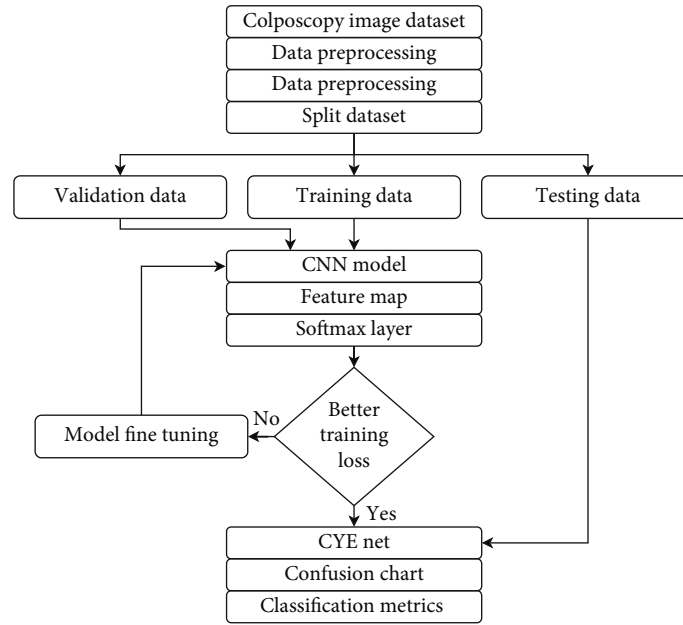 Colposcopy image dataset
Data preprocessing
Data preprocessing
Split dataset
Validation data
Training data
Testing data
CNN model
Feature map
Softmax layer
Better
training
loss
No
Model fine tuning
Yes
CYE net
Confusion chart
Classification metrics